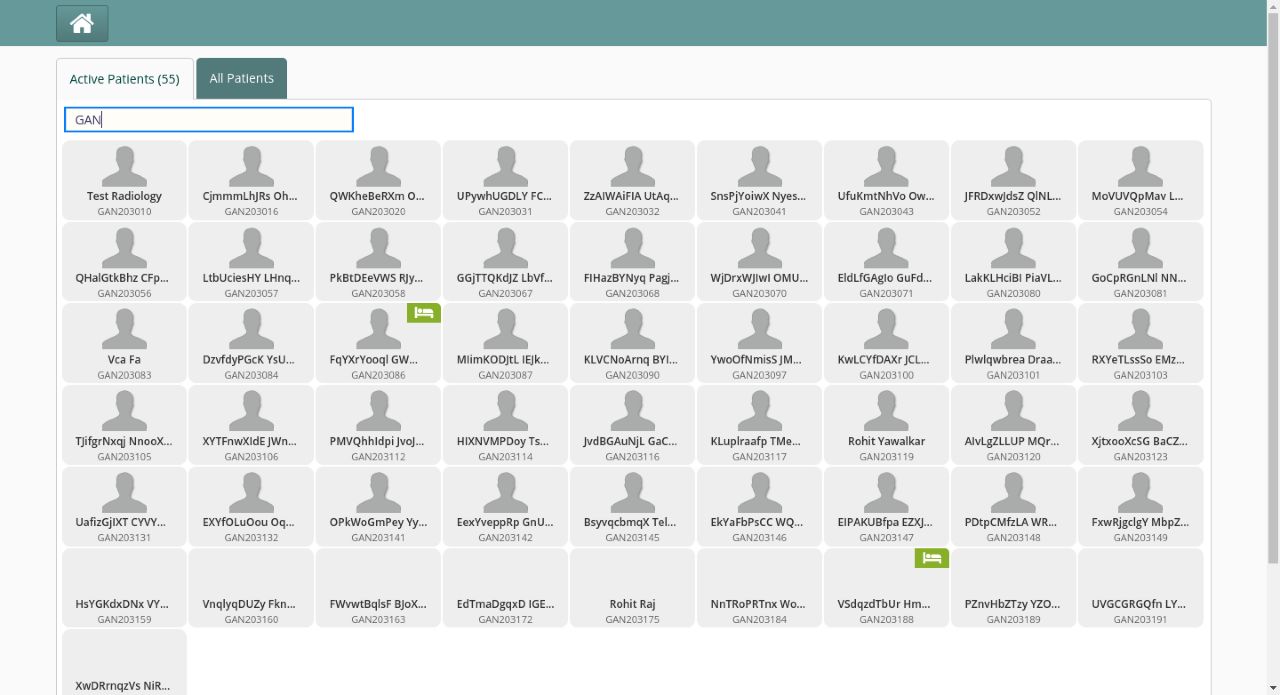 Active Patients (55)
All Patients
GAN
Test Radiology
GAN203010
CjmmmLhJRs Oh...
GAN203016
QWKheBeRXm O...
GAN203020
UPywhUGDLY FC...
GAN203031
ZzAIWAiFIA UtAq...
GAN203032
SnsPjYoiwX Nyes...
GAN203041
UfuKmtNhVo Ow...
GAN203043
JFRDxwJdsZ QlNL...
GAN203052
MoVUVQpMav L...
GAN203054
QHalGtkBhz CFp...
GAN203056
LtbUciesHY LHnq...
GAN203057
PkBtDEeVWS RJy...
GAN203058
GGjTTQKdJZ LbVf...
GAN203067
FIHazBYNyq Pagj...
GAN203068
WjDrxWJIwI OMU...
GAN203070
EldLfGAgIo GuFd...
GAN203071
LakKLHciBI PiaVL...
GAN203080
GoCpRGnLNl NN...
GAN203081
Vca Fa
GAN203083
DzvfdyPGcK YsU...
GAN203084
FqYXrYooql GW...
GAN203086
MIimKODJtL IEJk...
GAN203087
KLVCNoArnq BYI...
GAN203090
YwoOfNmisS JM...
GAN203097
KwLCYfDAXr JCL...
GAN203100
Plwlqwbrea Draa...
GAN203101
RXYeTLssSo EMz...
GAN203103
TJifgrNxqj NnooX...
GAN203105
XYTFnwXIdE JWn...
GAN203106
PMVQhhIdpi JvoJ...
GAN203112
HIXNVMPDoy Ts...
GAN203114
JvdBGAuNjL GaC...
GAN203116
KLuplraafp TMe...
GAN203117
Rohit Yawalkar
GAN203119
AIvLgZLLUP MQr...
GAN203120
XjtxooXcSG BaCZ...
GAN203123
UafizGjIXT CYVY...
GAN203131
EXYfOLuOou Oq...
GAN203132
OPkWoGmPey Yy...
GAN203141
EexYveppRp GnU...
GAN203142
BsyvqcbmqX Tel...
GAN203145
EkYaFbPsCC WQ...
GAN203146
EIPAKUBfpa EZXJ...
GAN203147
PDtpCMfzLA WR...
GAN203148
FxwRjgclgY MbpZ...
GAN203149
HsYGKdxDNx VY...
GAN203159
VnqlyqDUZy Fkn...
GAN203160
FWvwtBqlsF BJoX...
GAN203163
EdTmaDgqxD IGE...
GAN203172
Rohit Raj
GAN203175
NnTRoPRTnx Wo...
GAN203184
VSdqzdTbUr Hm...
GAN203188
PZnvHbZTzy YZO...
GAN203189
UVGCGRGQfn LY...
GAN203191
XwDRrnqzVs NiR...